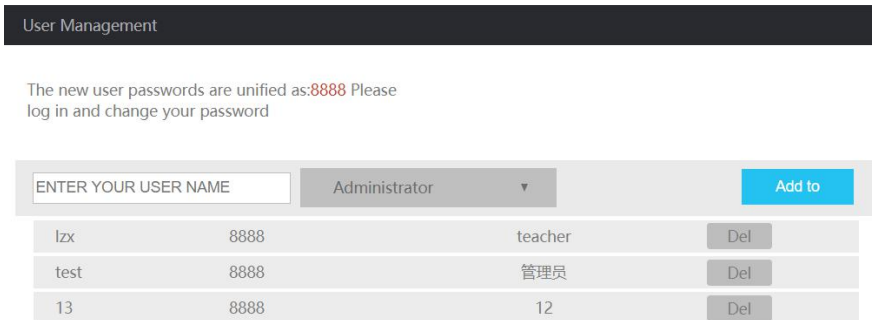 User Management
The new user passwords are unified as:8888 Please
log in and change your password
ENTER YOUR USER NAME Administrator ▼ Add to
lzx 8888 teacher Del
test 8888 管理员 Del
13 8888 12 Del